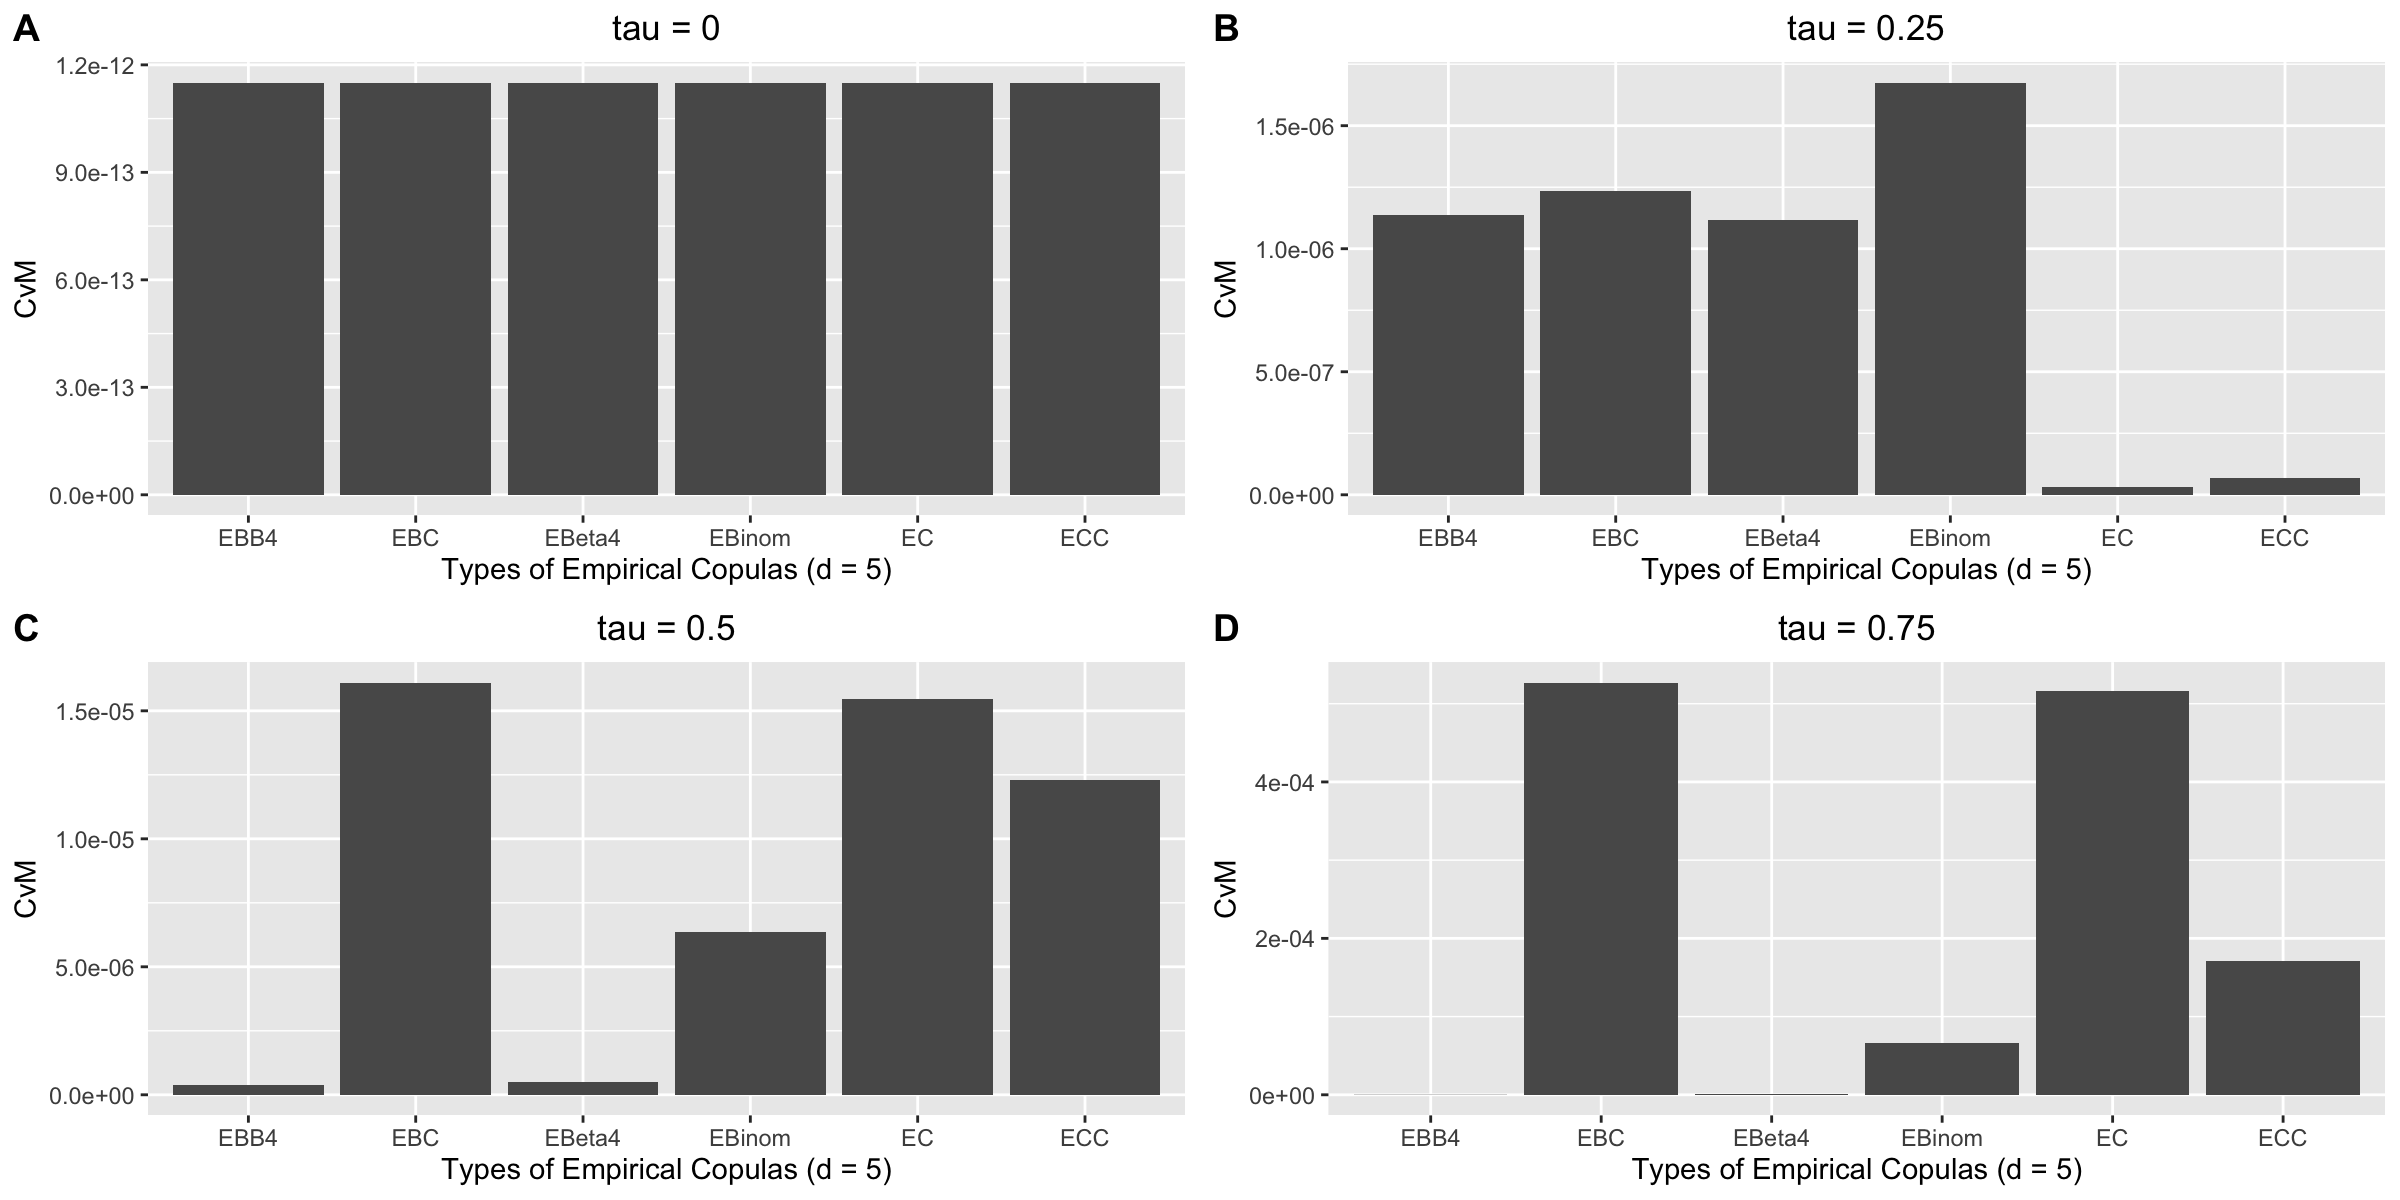 A
tau = 0
1.2e-12
9.0e-13
6.0e-13
3.0e-13
0.0e+00
CvM
EBB4 EBC EBeta4 EBinom EC ECC
Types of Empirical Copulas (d = 5)
B
tau = 0.25
1.5e-06
1.0e-06
5.0e-07
0.0e+00
CvM
EBB4 EBC EBeta4 EBinom EC ECC
Types of Empirical Copulas (d = 5)
C
tau = 0.5
1.5e-05
1.0e-05
5.0e-06
0.0e+00
CvM
EBB4 EBC EBeta4 EBinom EC ECC
Types of Empirical Copulas (d = 5)
D
tau = 0.75
4e-04
2e-04
0e+00
CvM
EBB4 EBC EBeta4 EBinom EC ECC
Types of Empirical Copulas (d = 5)